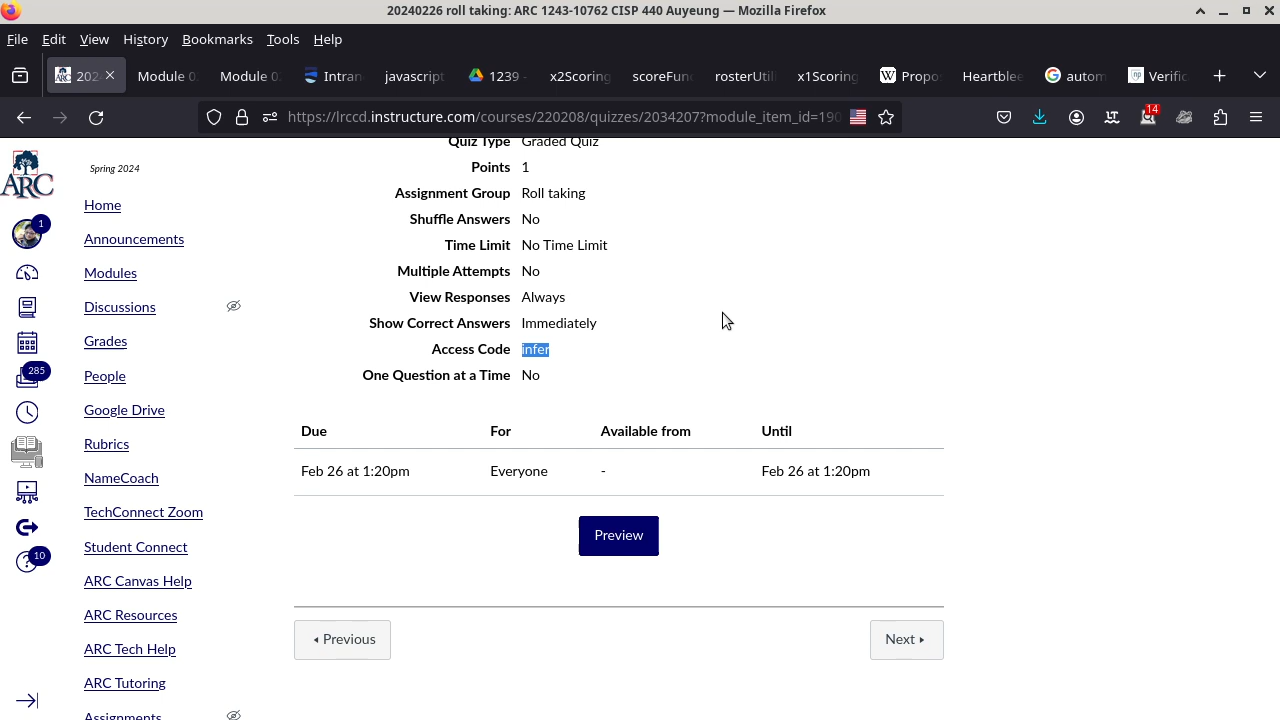 20240226 roll taking: ARC 1243-10762 CISP 440 Auyeung — Mozilla Firefox
File Edit View History Bookmarks Tools Help
202 Module 0 Module 02 Intran javascript 1239 - x2Scoring scoreFun rosterUtil x1Scoring Propo Heartblee autom Verific
https://lrccd.instructure.com/courses/220208/quizzes/2034207?module_item_id=190 14
ARC
Spring 2024
Home
1
Announcements
Modules
Discussions
Grades
285
People
Google Drive
Rubrics
NameCoach
TechConnect Zoom
Student Connect
10
ARC Canvas Help
ARC Resources
ARC Tech Help
ARC Tutoring
Assignments
Quiz Type Graded Quiz
Points 1
Assignment Group Roll taking
Shuffle Answers No
Time Limit No Time Limit
Multiple Attempts No
View Responses Always
Show Correct Answers Immediately
Access Code infer
One Question at a Time No
Due For Available from Until
Feb 26 at 1:20pm Everyone - Feb 26 at 1:20pm
Preview
Previous
Next